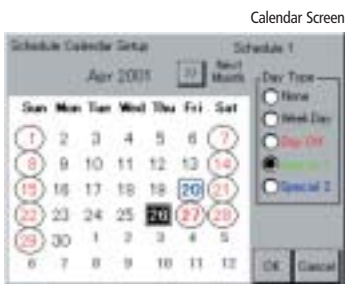 Calendar Screen
Schedule Calendar Setup Schedule 1
Apr 2001 >> Next Month
Day Type
None
Week Day
Day Off
Special 1
Special 2
Sun Mon Tue Wed Thu Fri Sat
1 2 3 4 5 6 7
8 9 10 11 12 13 14
15 16 17 18 19 20 21
22 23 24 25 26 27 28
29 30 1 2 3 4 5
6 7 8 9 10 11 12
OK Cancel